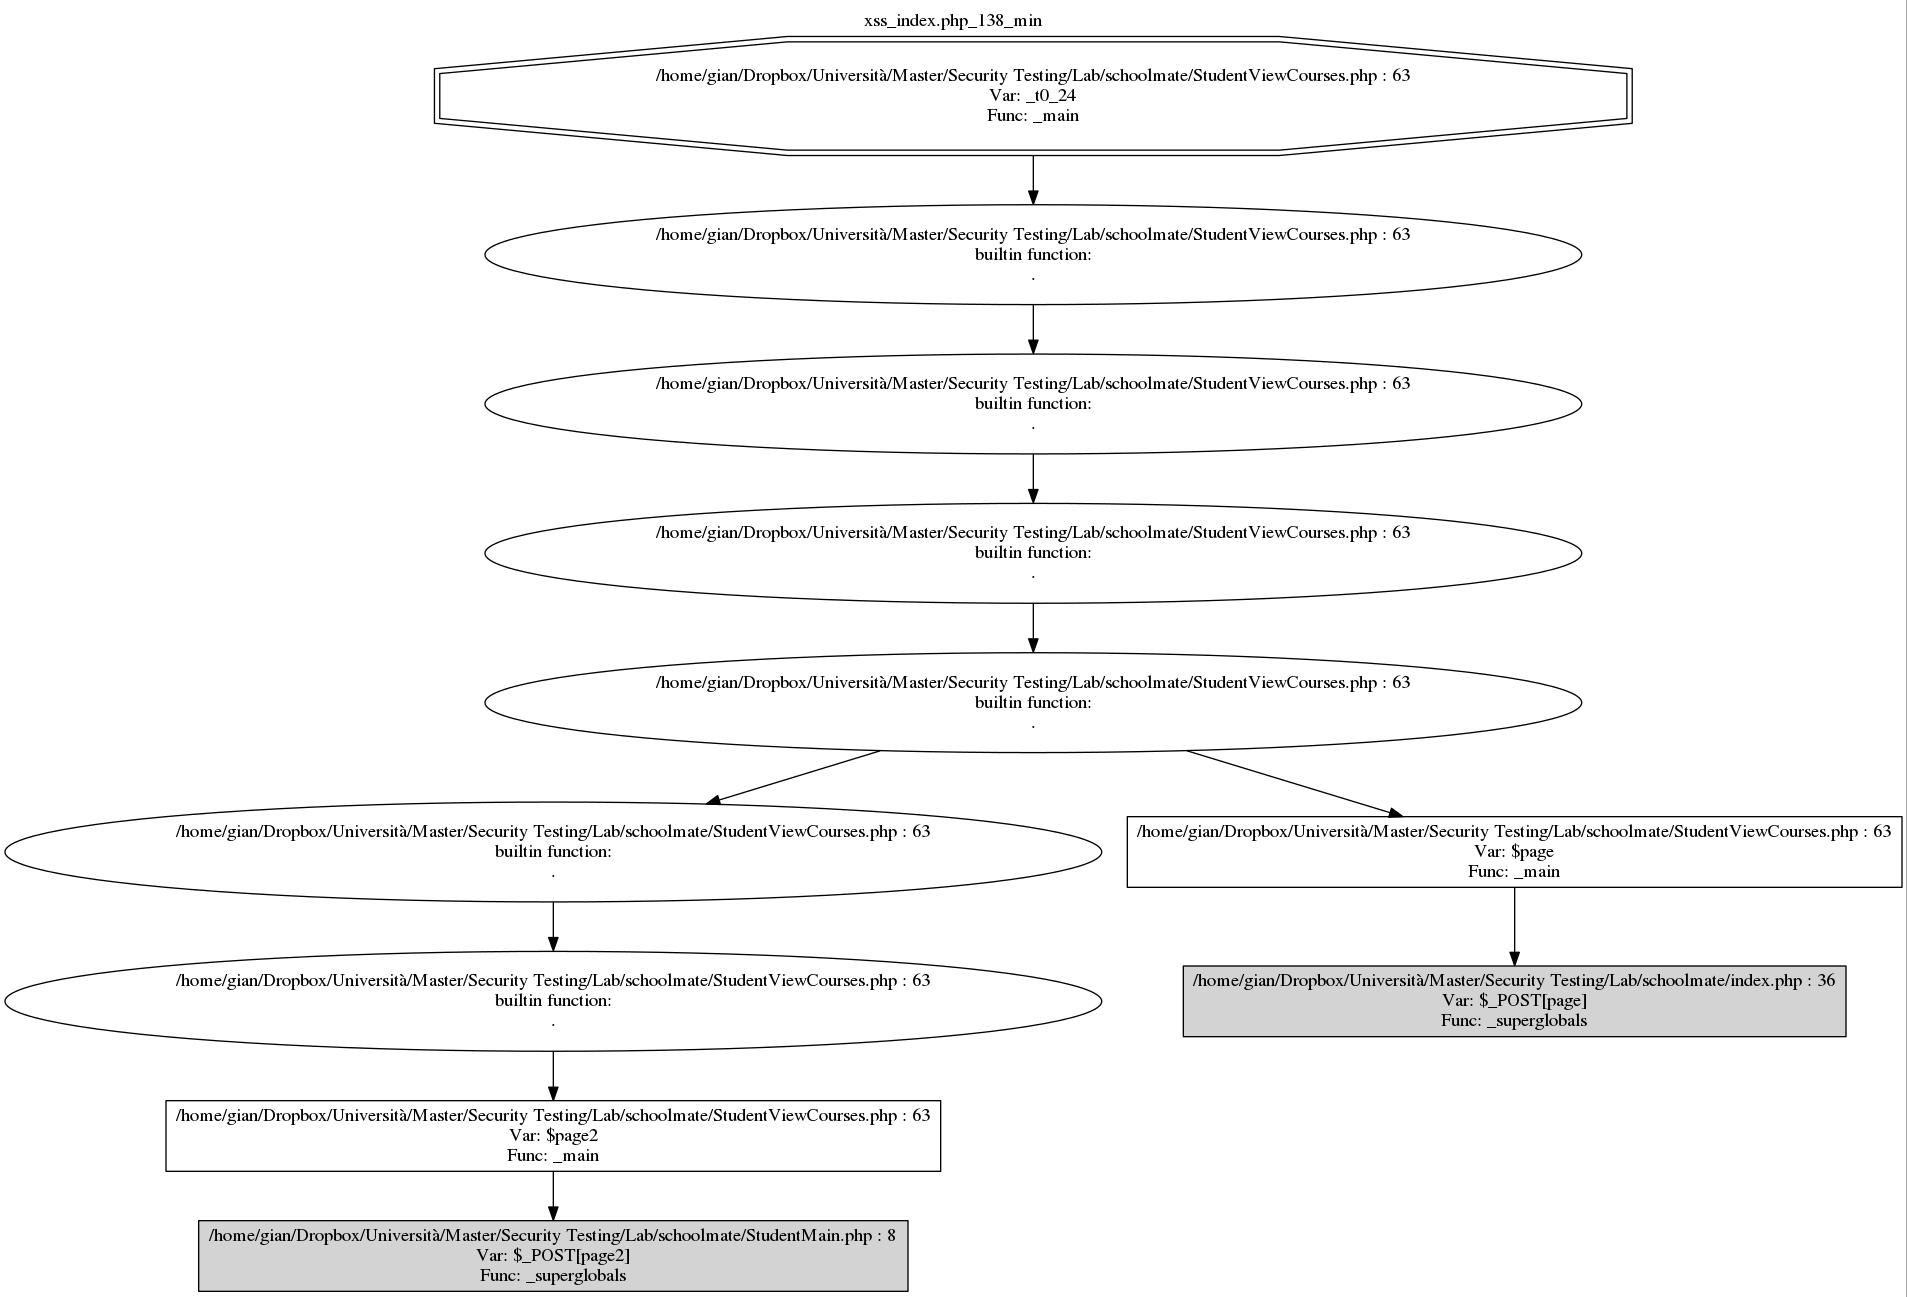 xss_index.php_138_min
/home/gian/Dropbox/Università/Master/Security Testing/Lab/schoolmate/StudentViewCourses.php : 63
Var: _t0_24
Func: _main
/home/gian/Dropbox/Università/Master/Security Testing/Lab/schoolmate/StudentViewCourses.php : 63
builtin function:
.
/home/gian/Dropbox/Università/Master/Security Testing/Lab/schoolmate/StudentViewCourses.php : 63
builtin function:
.
/home/gian/Dropbox/Università/Master/Security Testing/Lab/schoolmate/StudentViewCourses.php : 63
builtin function:
.
/home/gian/Dropbox/Università/Master/Security Testing/Lab/schoolmate/StudentViewCourses.php : 63
builtin function:
.
/home/gian/Dropbox/Università/Master/Security Testing/Lab/schoolmate/StudentViewCourses.php : 63
builtin function:
.
/home/gian/Dropbox/Università/Master/Security Testing/Lab/schoolmate/StudentViewCourses.php : 63
Var: $page
Func: _main
/home/gian/Dropbox/Università/Master/Security Testing/Lab/schoolmate/StudentViewCourses.php : 63
builtin function:
.
/home/gian/Dropbox/Università/Master/Security Testing/Lab/schoolmate/index.php : 36
Var: $_POST[page]
Func: _superglobals
/home/gian/Dropbox/Università/Master/Security Testing/Lab/schoolmate/StudentViewCourses.php : 63
Var: $page2
Func: _main
/home/gian/Dropbox/Università/Master/Security Testing/Lab/schoolmate/StudentMain.php : 8
Var: $_POST[page2]
Func: _superglobals